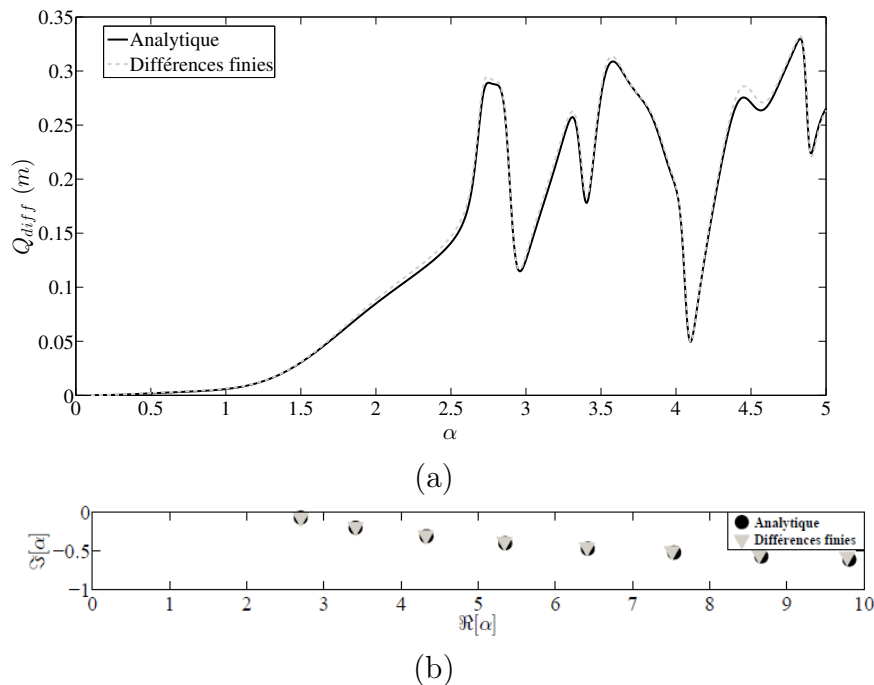 0.35
0.3
0.25
0.2
0.15
0.1
0.05
0
Q_{diff} (m)
Analytique
Différences finies
0 0.5 1 1.5 2 2.5 3 3.5 4 4.5 5
α
(a)
0
−0.5
−1
ℑ[α]
Analytique
Différences finies
0 1 2 3 4 5 6 7 8 9 10
ℜ[α]
(b)